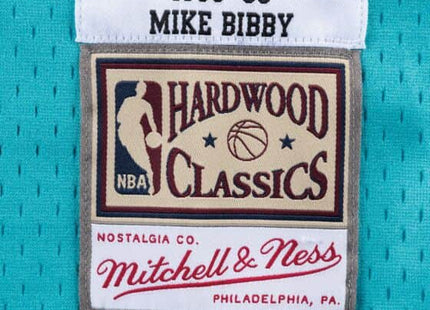 MIKE BIBBY
HARDWOOD
CLASSICS
NBA
NOSTALGIA CO.
Mitchell & Ness
PHILADELPHIA, PA.